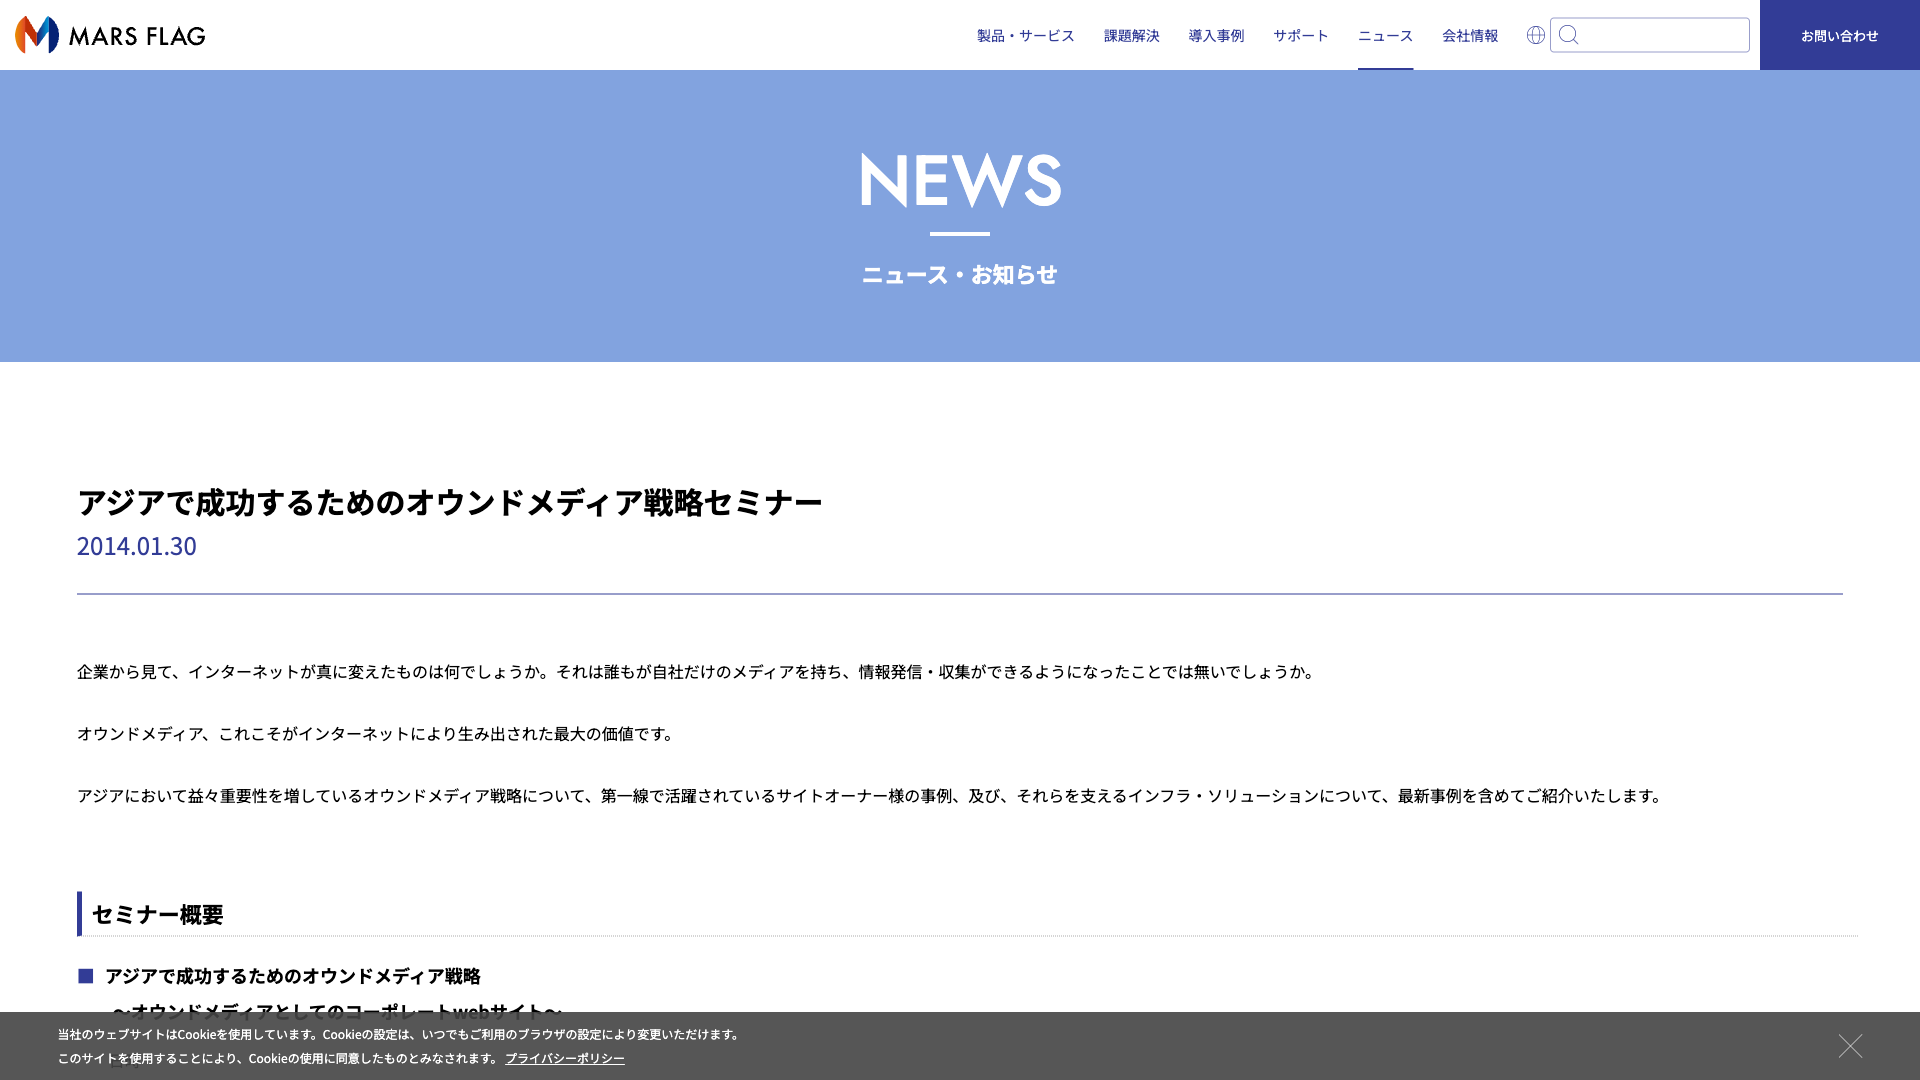 MARS FLAG
製品・サービス 課題解決 導入事例 サポート ニュース 会社情報
お問い合わせ
NEWS
ニュース・お知らせ
アジアで成功するためのオウンドメディア戦略セミナー
2014.01.30
企業から見て、インターネットが真に変えたものは何でしょうか。それは誰もが自社だけのメディアを持ち、情報発信・収集ができるようになったことでは無いでしょうか。
オウンドメディア、これこそがインターネットにより生み出された最大の価値です。
アジアにおいて益々重要性を増しているオウンドメディア戦略について、第一線で活躍されているサイトオーナー様の事例、及び、それらを支えるインフラ・ソリューションについて、最新事例を含めてご紹介いたします。
セミナー概要
■ アジアで成功するためのオウンドメディア戦略
～オウンドメディアとしてのコーポレートwebサイト～
当社のウェブサイトはCookieを使用しています。Cookieの設定は、いつでもご利用のブラウザの設定により変更いただけます。
このサイトを使用することにより、Cookieの使用に同意したものとみなされます。 プライバシーポリシー